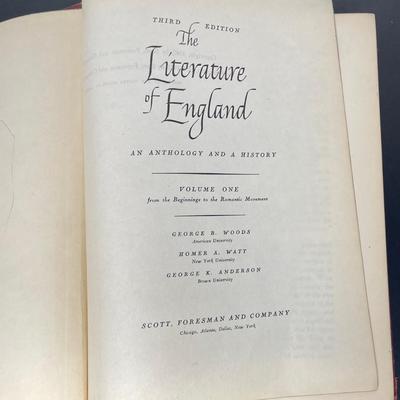 THIRD EDITION
The
Literature
of England
AN ANTHOLOGY AND A HISTORY
VOLUME ONE
from the Beginnings to the Romantic Movement
GEORGE B. WOODS
American University
HOMER A. WATT
New York University
GEORGE K. ANDERSON
Brown University
SCOTT, FORESMAN AND COMPANY
Chicago, Atlanta, Dallas, New York